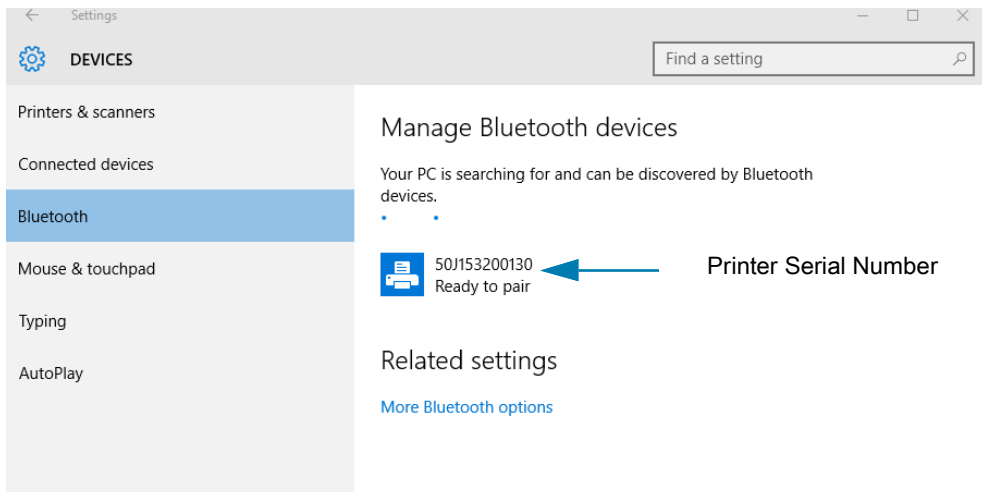 Settings
DEVICES
Find a setting
Printers & scanners
Connected devices
Bluetooth
Mouse & touchpad
Typing
AutoPlay
Manage Bluetooth devices
Your PC is searching for and can be discovered by Bluetooth
devices.
50J153200130
Ready to pair
Printer Serial Number
Related settings
More Bluetooth options